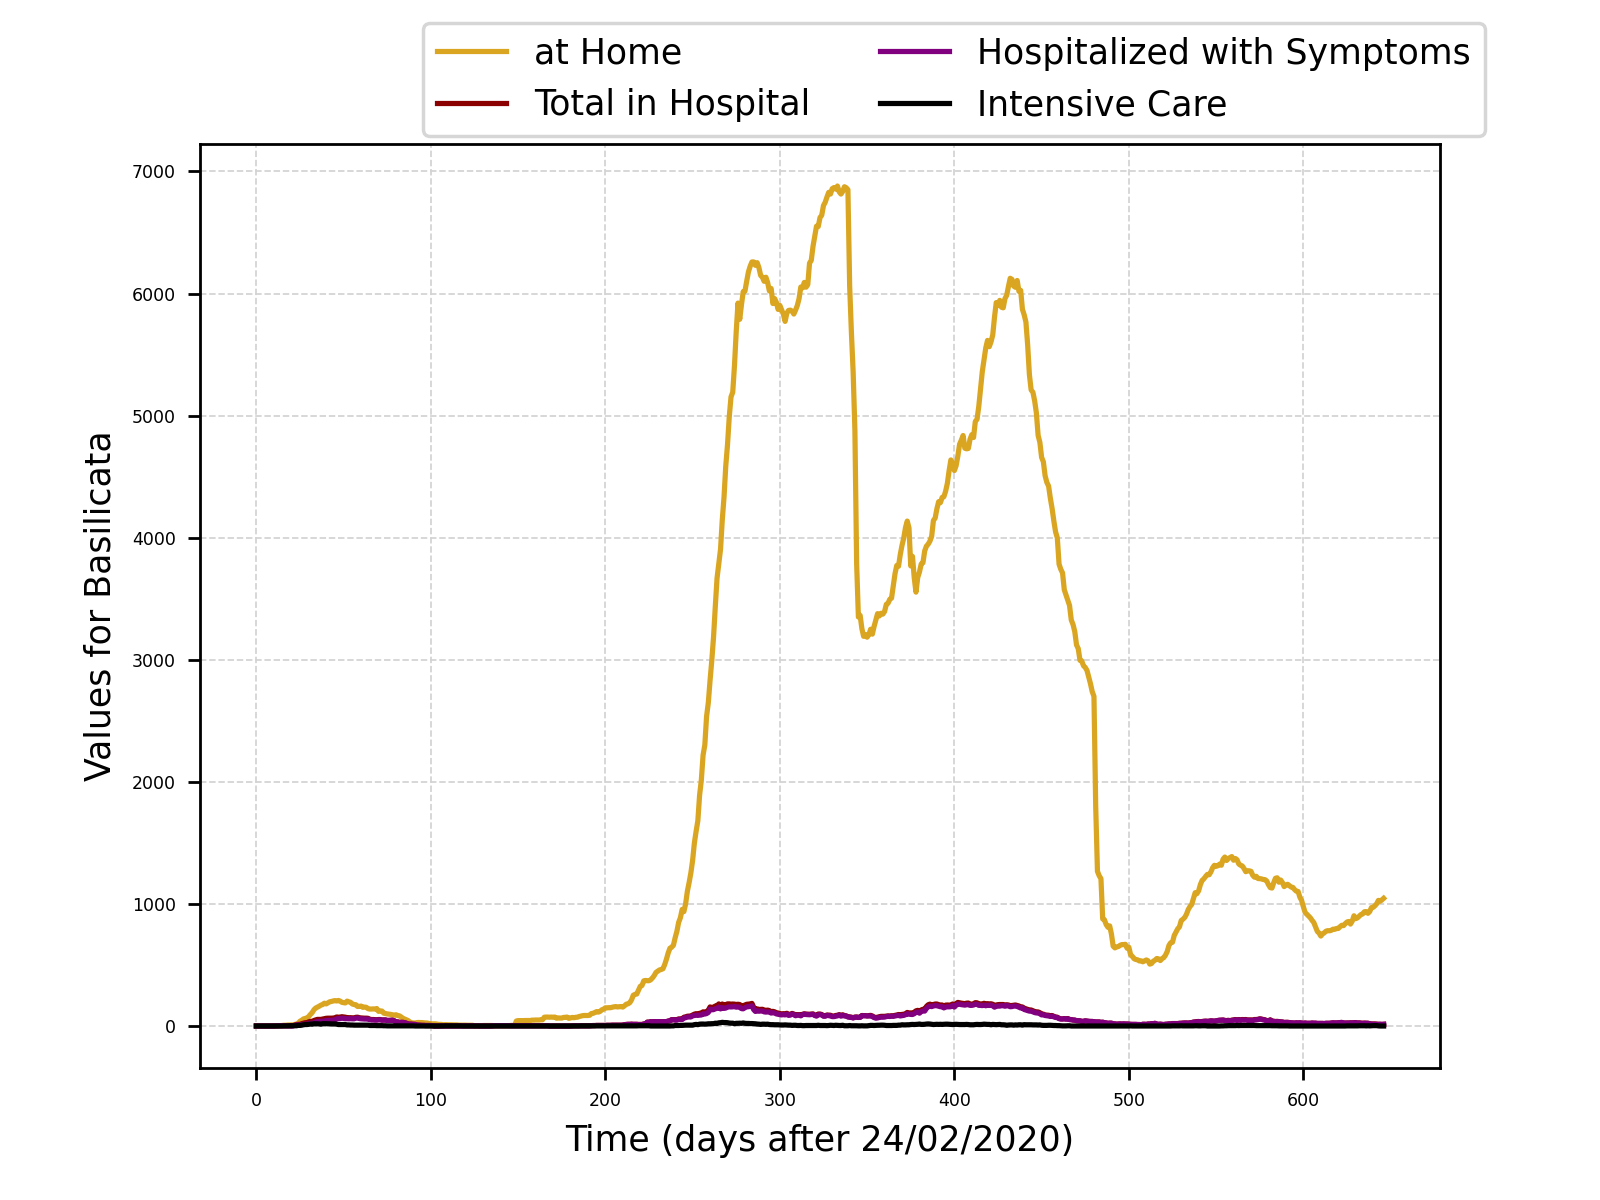 at Home
Total in Hospital
Hospitalized with Symptoms
Intensive Care
7000
6000
5000
4000
3000
2000
1000
0
Values for Basilicata
0 100 200 300 400 500 600
Time (days after 24/02/2020)